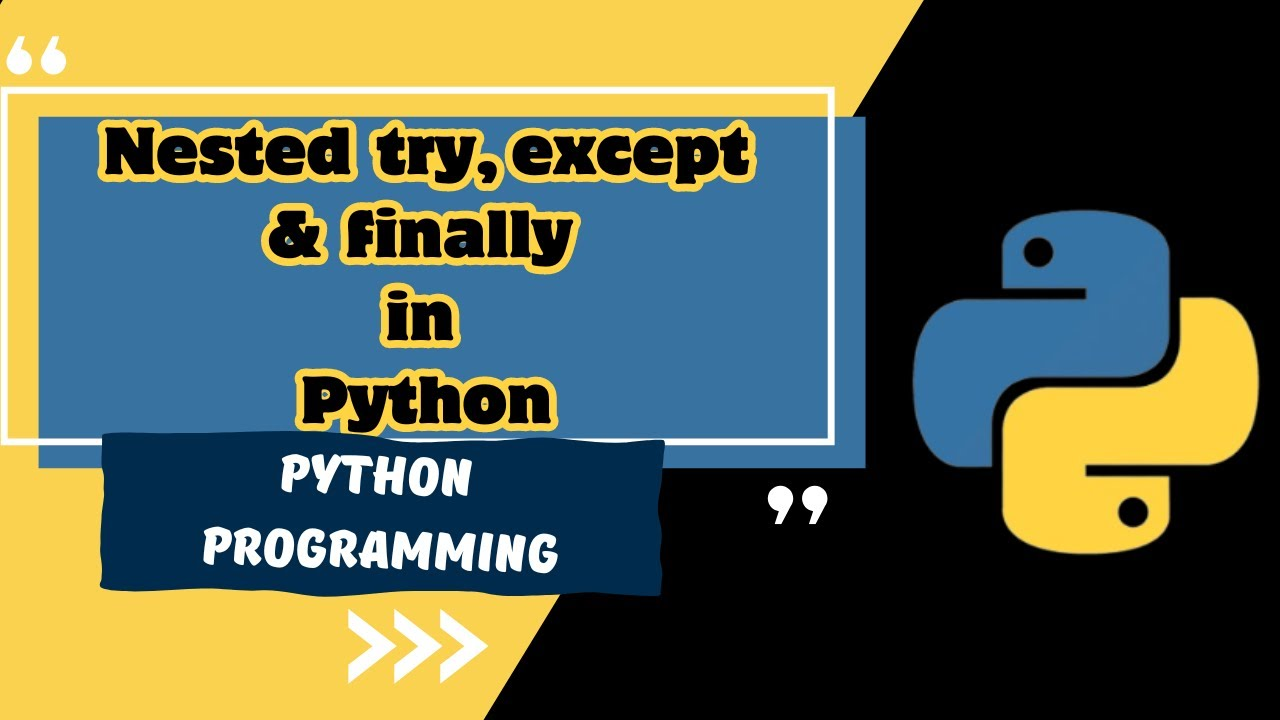 Nested try, except
& finally
in
Python
PYTHON
PROGRAMMING